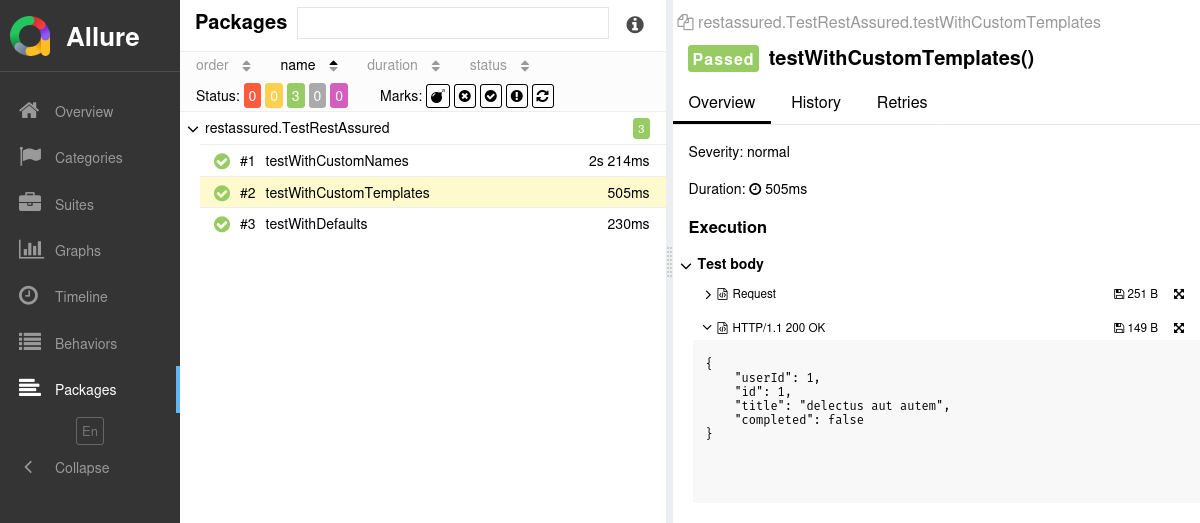 Allure
Overview
Categories
Suites
Graphs
Timeline
Behaviors
Packages
En
Collapse
Packages
order name duration status
Status: 0 0 3 0 0 Marks:
restassured.TestRestAssured 3
#1 testWithCustomNames 2s 214ms
#2 testWithCustomTemplates 505ms
#3 testWithDefaults 230ms
restassured.TestRestAssured.testWithCustomTemplates
Passed testWithCustomTemplates()
Overview History Retries
Severity: normal
Duration: 505ms
Execution
Test body
Request 251 B
HTTP/1.1 200 OK 149 B
{
    "userId": 1,
    "id": 1,
    "title": "delectus aut autem",
    "completed": false
}